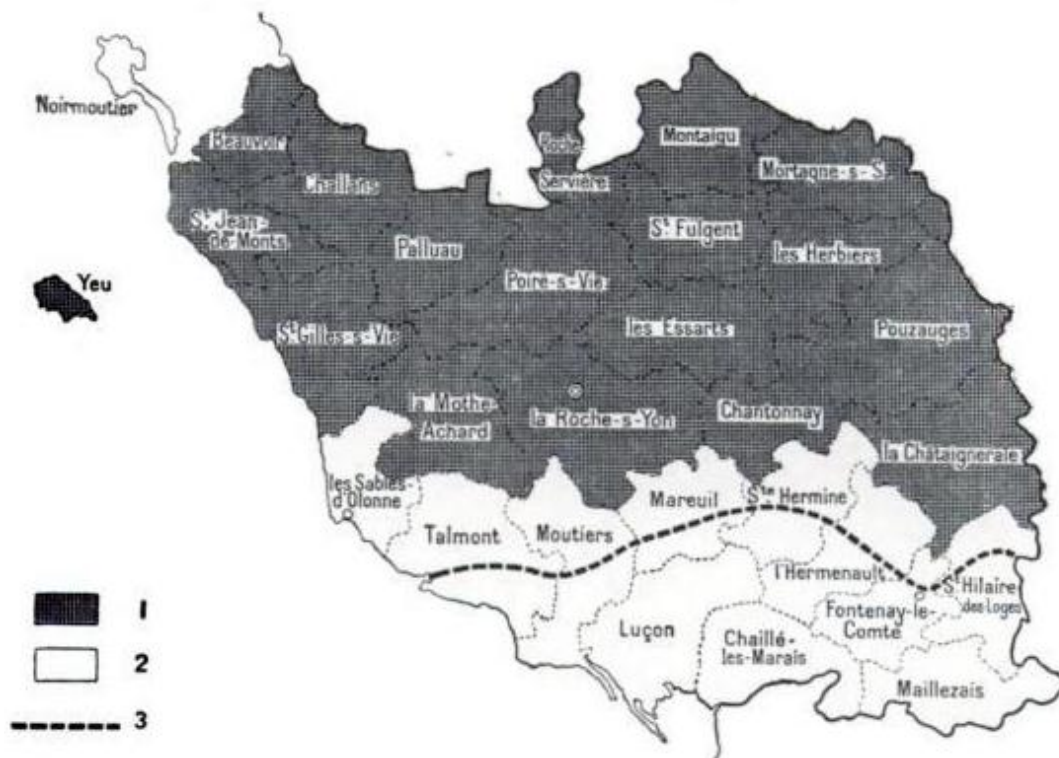 Noirmoutier
Beauvoir
Challans
Roche
Servière
Montaigu
Mortagne-s-S.
St Jean-
de-Monts
Palluau
St Fulgent
les Herbiers
Yeu
Poiré-s-Vie
St Gilles-s-Vie
les Essarts
Pouzauges
la Mothe-
Achard
la Roche-s-Yon
Chantonnay
la Châtaigneraie
les Sables-
d'Olonne
Talmont
Moutiers
Mareuil
Ste Hermine
l'Hermenault
St Hilaire
des-Loges
Fontenay-le-
Comte
Luçon
Chaillé-
les-Marais
Maillezais
1
2
3